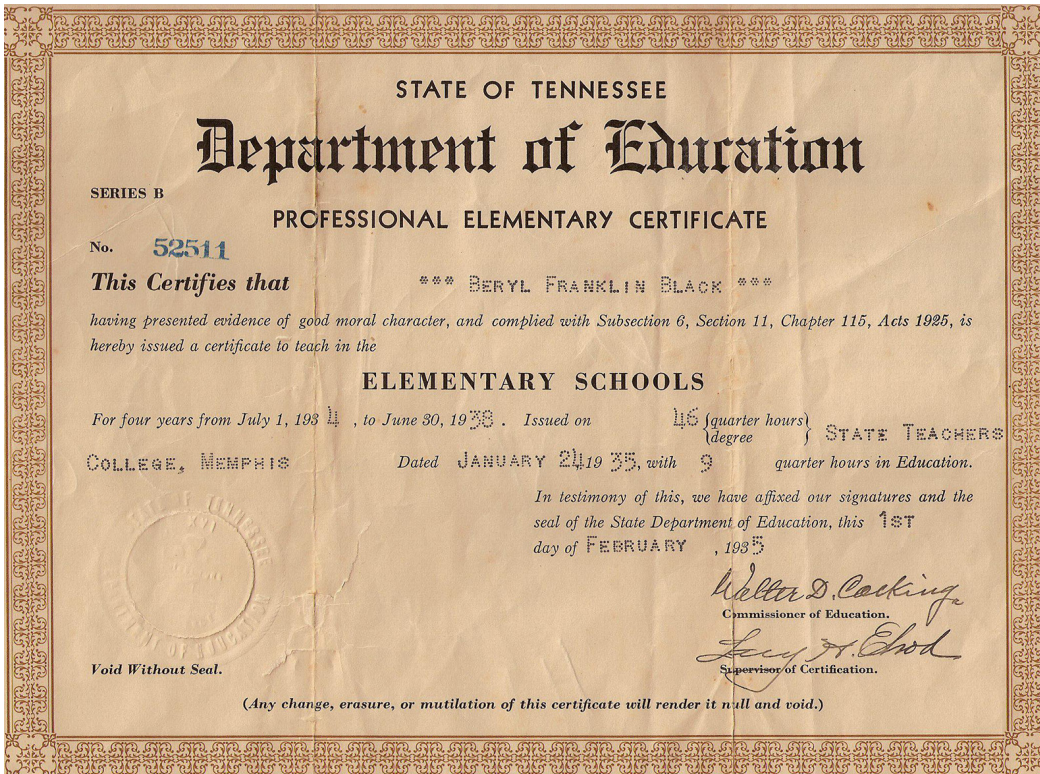 STATE OF TENNESSEE
Department of Education
SERIES B
PROFESSIONAL ELEMENTARY CERTIFICATE
No. 52511
This Certifies that *** BERYL FRANKLIN BLACK ***
having presented evidence of good moral character, and complied with Subsection 6, Section 11, Chapter 115, Acts 1925, is
hereby issued a certificate to teach in the
ELEMENTARY SCHOOLS
For four years from July 1, 1934 , to June 30, 1938 . Issued on 46 {quarter hours} {degree} STATE TEACHERS
COLLEGE, MEMPHIS Dated JANUARY 24 1935, with 9 quarter hours in Education.
In testimony of this, we have affixed our signatures and the
seal of the State Department of Education, this 1ST
day of FEBRUARY , 1935
Walter D. Cocking
Commissioner of Education.
Lucy H. Elrod
Supervisor of Certification.
Void Without Seal.
(Any change, erasure, or mutilation of this certificate will render it null and void.)